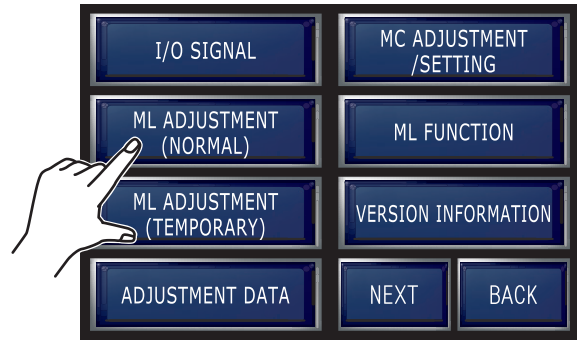 I/O SIGNAL
MC ADJUSTMENT
/SETTING
ML ADJUSTMENT
(NORMAL)
ML FUNCTION
ML ADJUSTMENT
(TEMPORARY)
VERSION INFORMATION
ADJUSTMENT DATA
NEXT
BACK